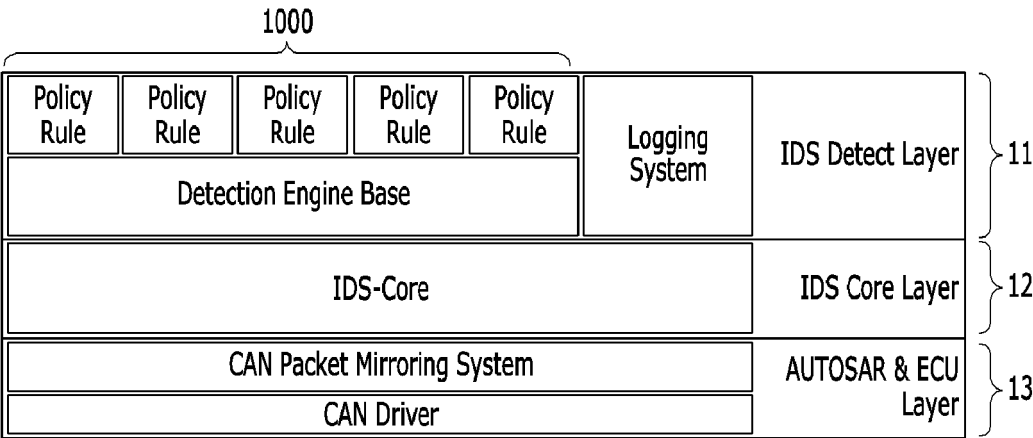 1000
Policy Rule
Policy Rule
Policy Rule
Policy Rule
Policy Rule
Logging System
IDS Detect Layer
11
Detection Engine Base
IDS-Core
IDS Core Layer
12
CAN Packet Mirroring System
AUTOSAR & ECU Layer
13
CAN Driver